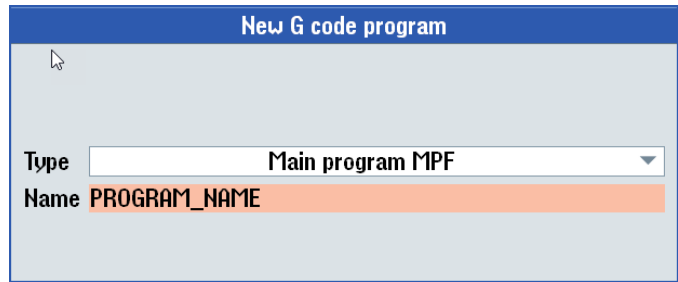 New G code program
Type Main program MPF
Name PROGRAM_NAME